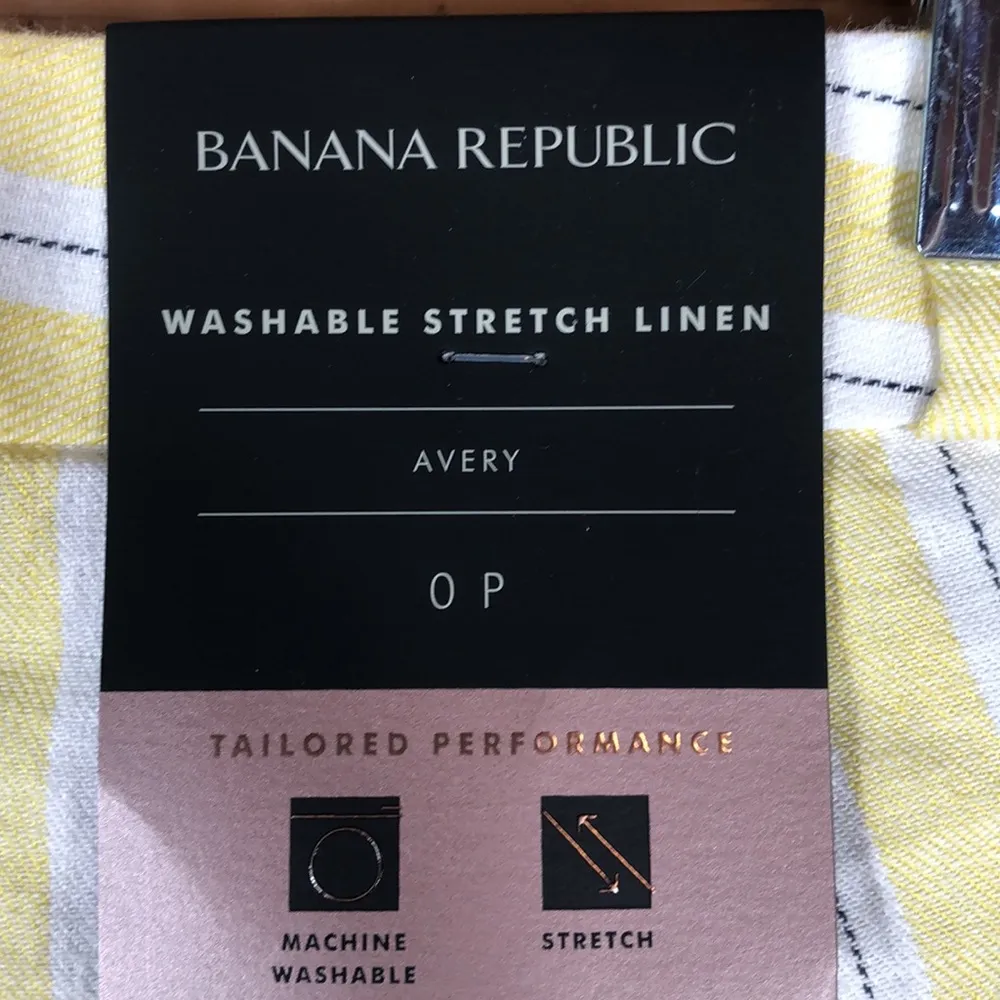 BANANA REPUBLIC
WASHABLE STRETCH LINEN
AVERY
0 P
TAILORED PERFORMANCE
MACHINE WASHABLE
STRETCH